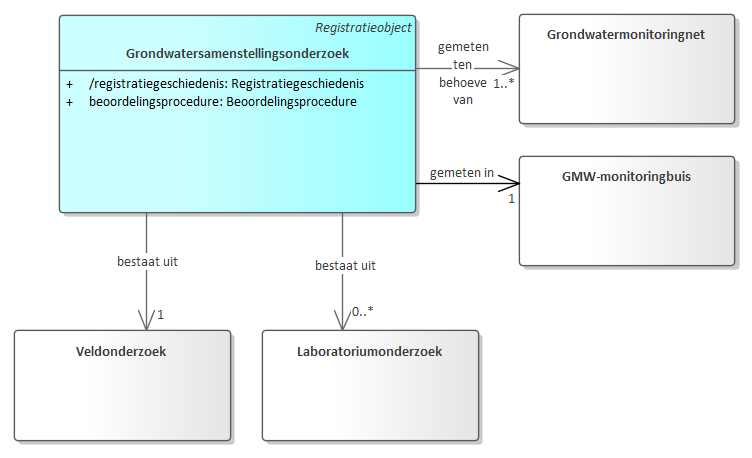 Registratieobject
Grondwatersamenstellingsonderzoek
+ /registratiegeschiedenis: Registratiegeschiedenis
+ beoordelingsprocedure: Beoordelingsprocedure
gemeten
ten
behoeve
van
1..*
Grondwatermonitoringnet
gemeten in
1
GMW-monitoringbuis
bestaat uit
1
bestaat uit
0..*
Veldonderzoek
Laboratoriumonderzoek